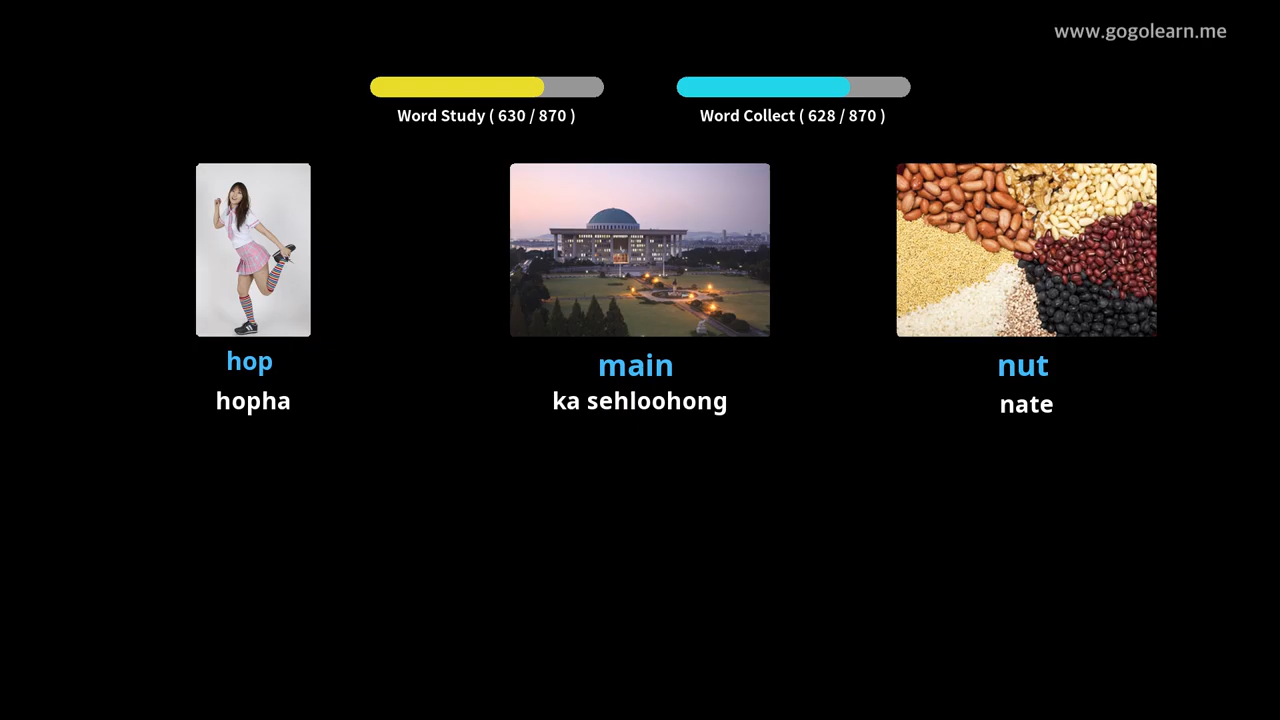 www.gogolearn.me
Word Study ( 630 / 870 )
Word Collect ( 628 / 870 )
hop
hopha
main
ka sehloohong
nut
nate